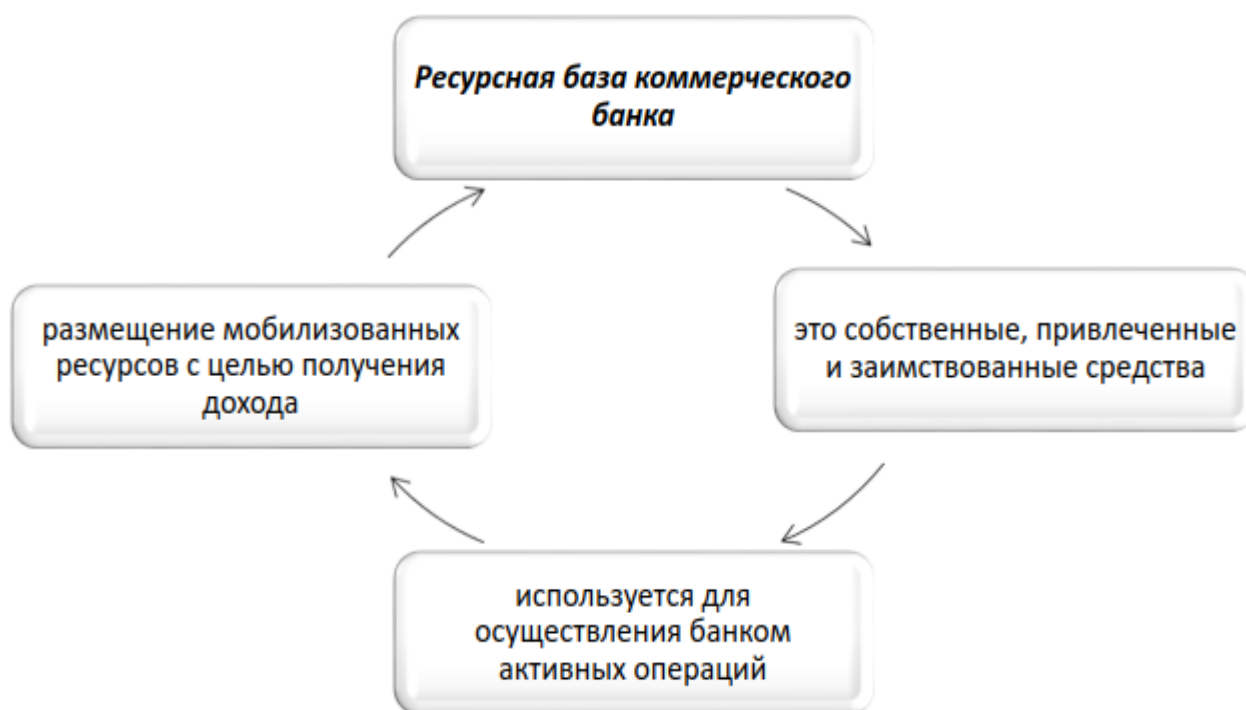 Ресурсная база коммерческого
банка
это собственные, привлеченные
и заимствованные средства
используется для
осуществления банком
активных операций
размещение мобилизованных
ресурсов с целью получения
дохода